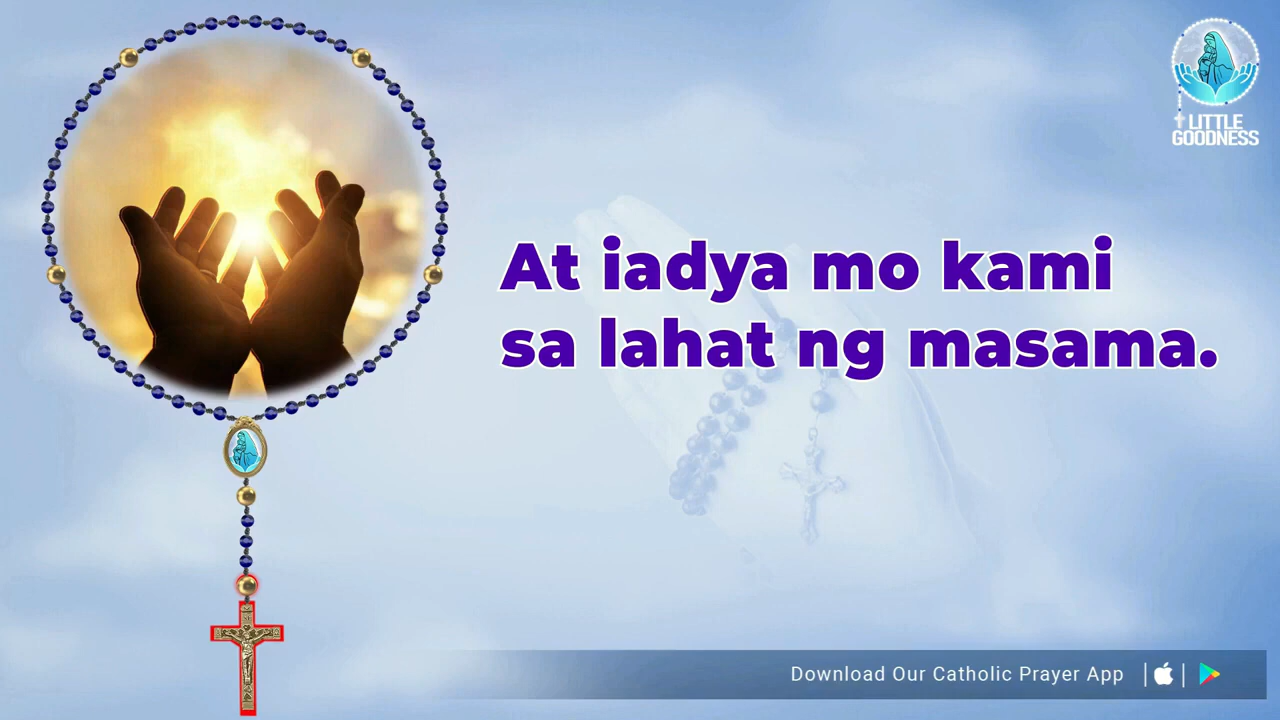 LITTLE
GOODNESS
At iadya mo kami
sa lahat ng masama.
Download Our Catholic Prayer App